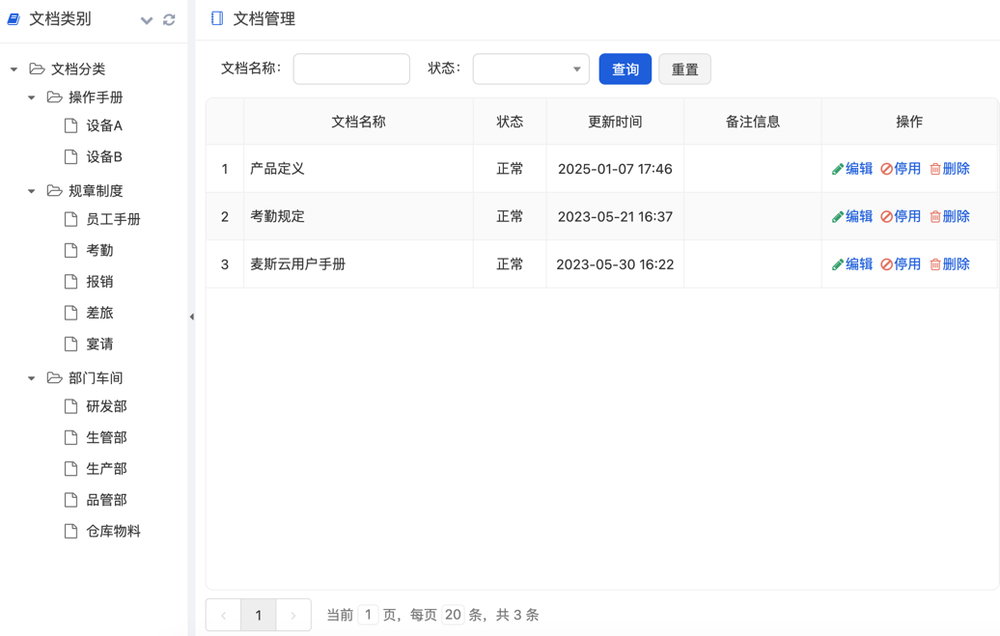 文档类别
文档分类
操作手册
设备A
设备B
规章制度
员工手册
考勤
报销
差旅
宴请
部门车间
研发部
生管部
生产部
品管部
仓库物料
文档管理
文档名称: 状态: 查询 重置
文档名称 状态 更新时间 备注信息 操作
1 产品定义 正常 2025-01-07 17:46 编辑 停用 删除
2 考勤规定 正常 2023-05-21 16:37 编辑 停用 删除
3 麦斯云用户手册 正常 2023-05-30 16:22 编辑 停用 删除
1 当前 1 页, 每页 20 条, 共 3 条